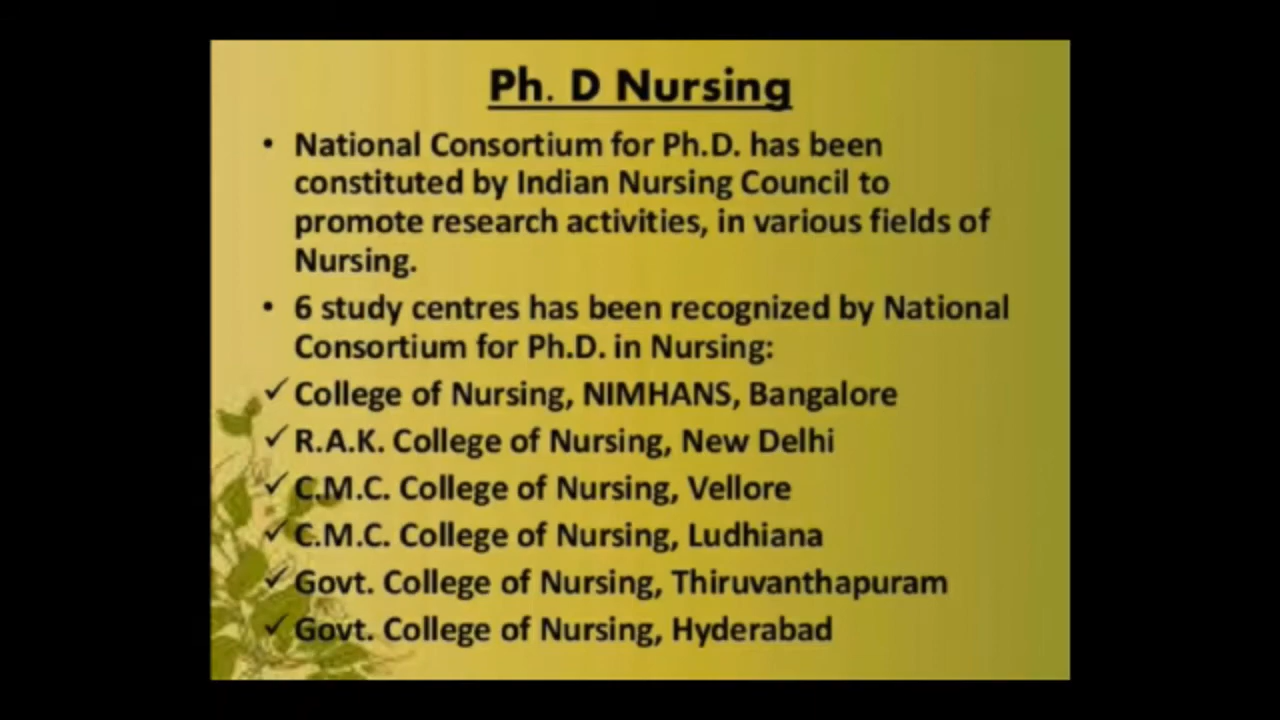 Ph. D Nursing
• National Consortium for Ph.D. has been
constituted by Indian Nursing Council to
promote research activities, in various fields of
Nursing.
• 6 study centres has been recognized by National
Consortium for Ph.D. in Nursing:
✓ College of Nursing, NIMHANS, Bangalore
✓ R.A.K. College of Nursing, New Delhi
✓ C.M.C. College of Nursing, Vellore
✓ C.M.C. College of Nursing, Ludhiana
✓ Govt. College of Nursing, Thiruvanthapuram
✓ Govt. College of Nursing, Hyderabad